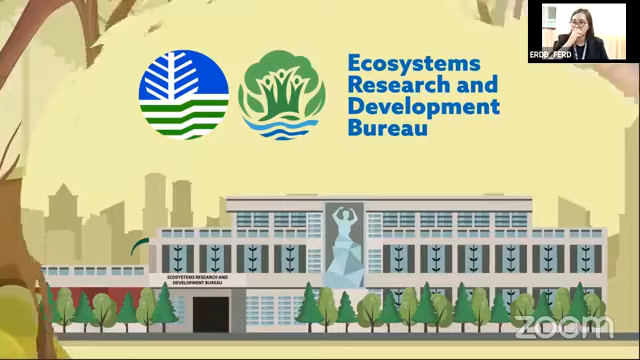 Ecosystems
Research and
Development
Bureau
ERDB_FERD
ECOSYSTEMS RESEARCH AND
DEVELOPMENT BUREAU
zoom